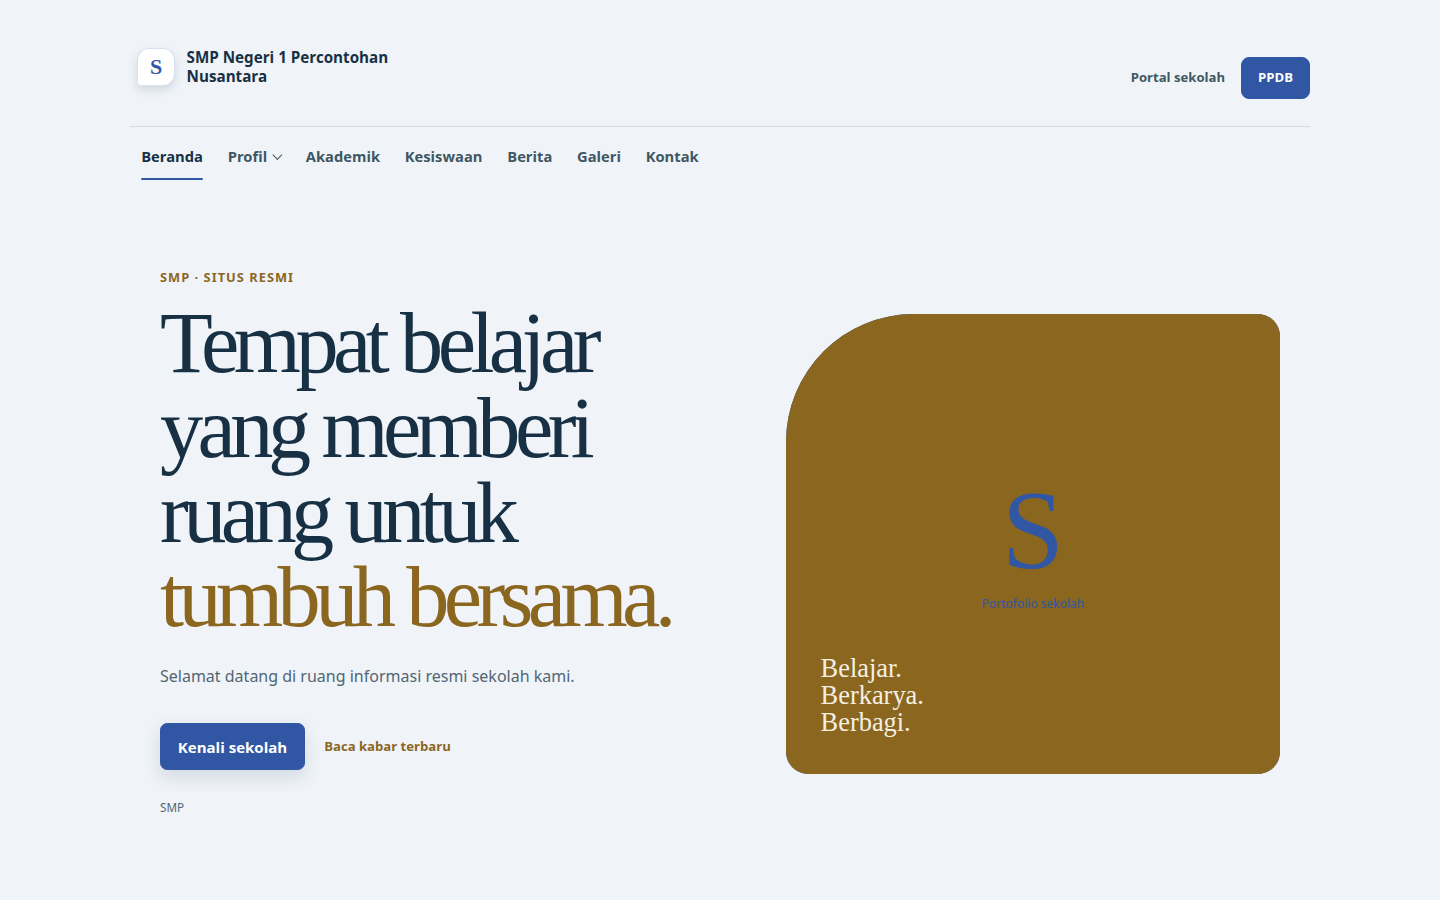 S
SMP Negeri 1 Percontohan
Nusantara
Portal sekolah
PPDB
Beranda
Profil
Akademik
Kesiswaan
Berita
Galeri
Kontak
SMP · SITUS RESMI
Tempat belajar
yang memberi
ruang untuk
tumbuh bersama.
Selamat datang di ruang informasi resmi sekolah kami.
Kenali sekolah
Baca kabar terbaru
SMP
S
Portofolio sekolah
Belajar.
Berkarya.
Berbagi.